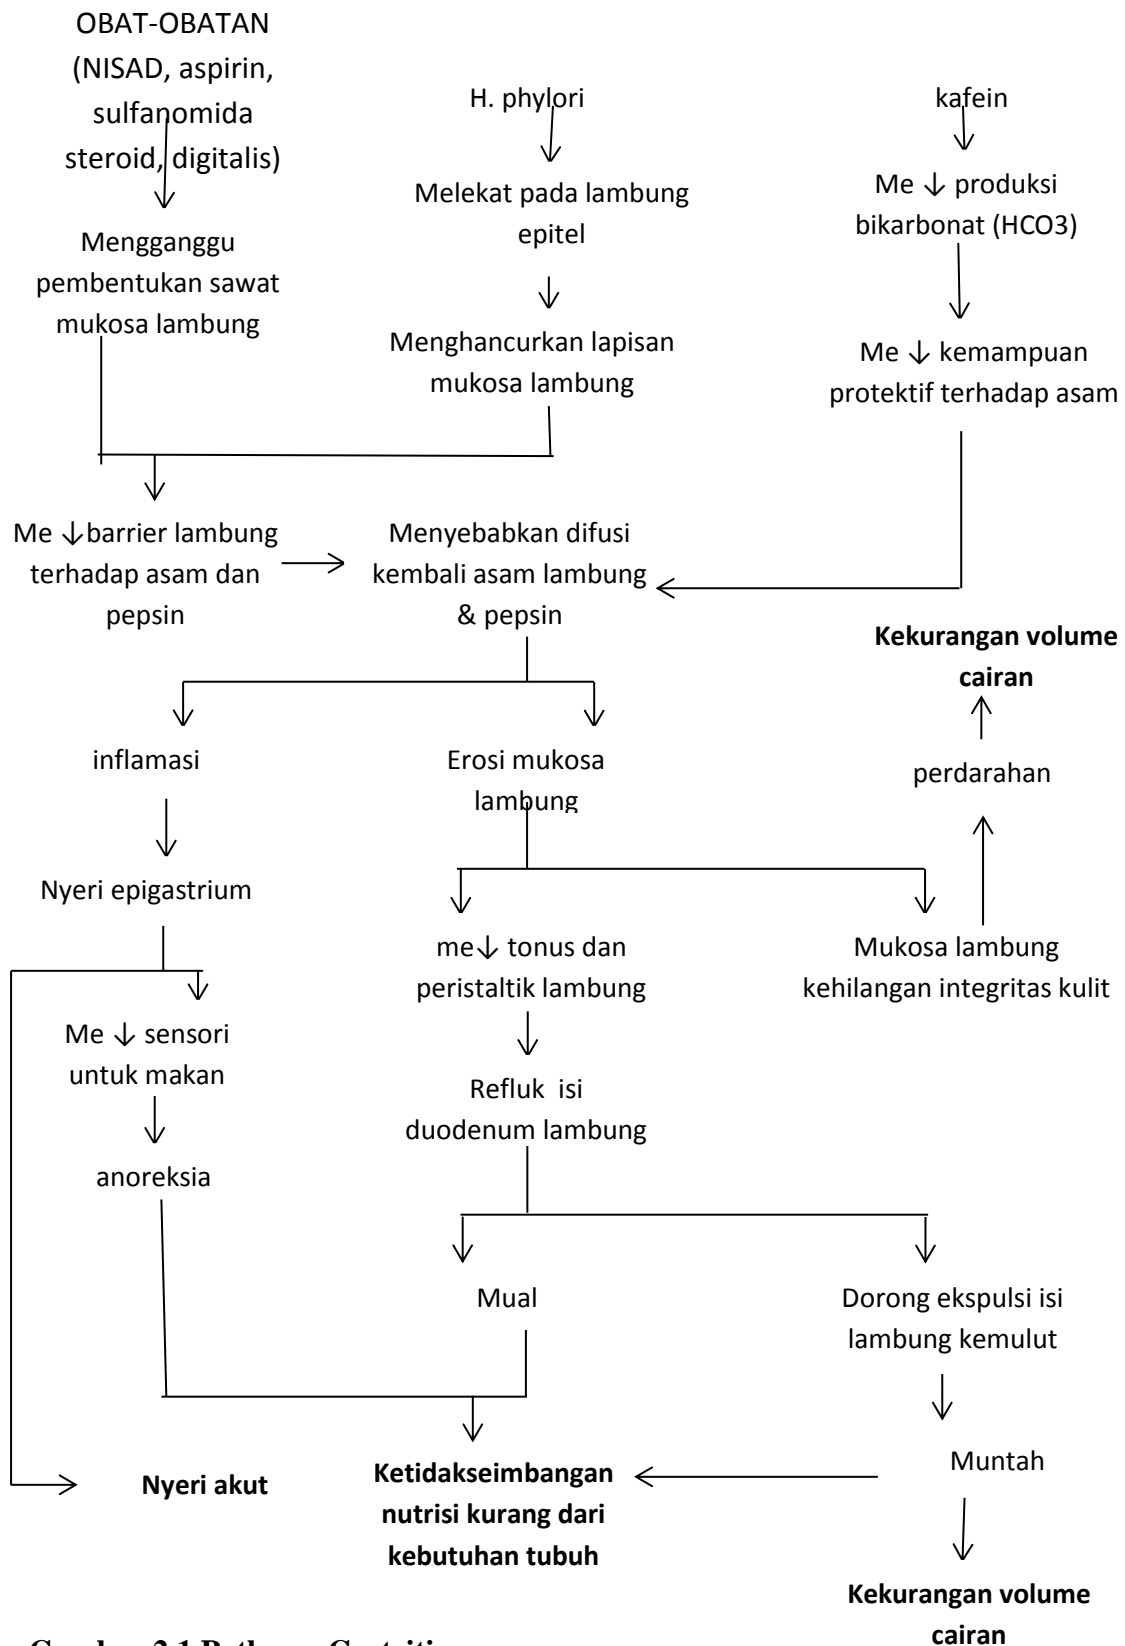 OBAT-OBATAN
(NISAD, aspirin,
sulfanomida
steroid, digitalis)
H. phylori
kafein
Melekat pada lambung
epitel
Me ↓ produksi
bikarbonat (HCO3)
Mengganggu
pembentukan sawat
mukosa lambung
Menghancurkan lapisan
mukosa lambung
Me ↓ kemampuan
protektif terhadap asam
Me ↓barrier lambung
terhadap asam dan
pepsin
Menyebabkan difusi
kembali asam lambung
& pepsin
Kekurangan volume
cairan
inflamasi
Erosi mukosa
lambung
perdarahan
Nyeri epigastrium
me↓ tonus dan
peristaltik lambung
Mukosa lambung
kehilangan integritas kulit
Me ↓ sensori
untuk makan
Refluk isi
duodenum lambung
anoreksia
Mual
Dorong ekspulsi isi
lambung kemulut
Muntah
Nyeri akut
Ketidakseimbangan
nutrisi kurang dari
kebutuhan tubuh
Kekurangan volume
cairan